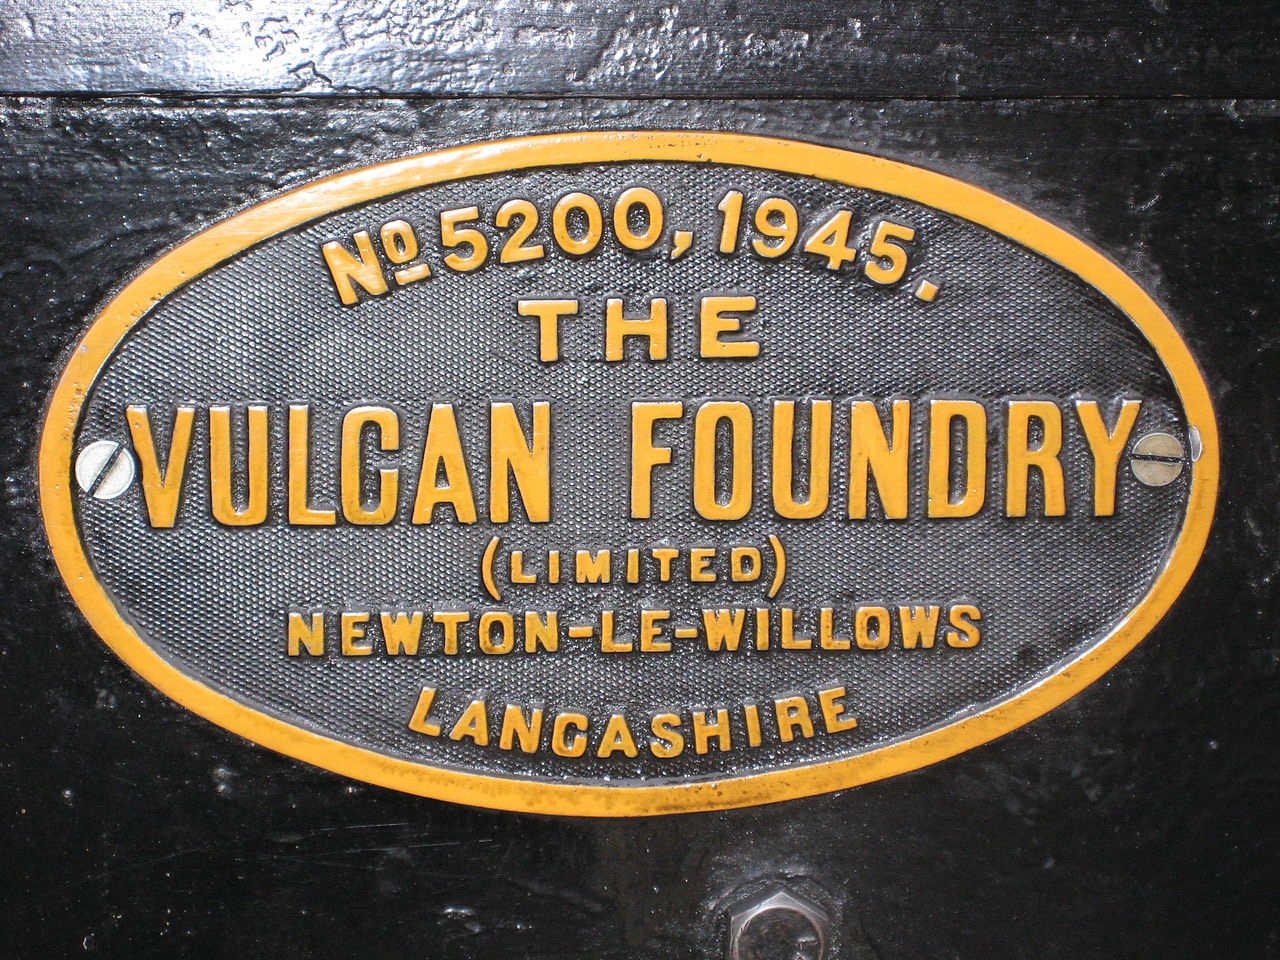 Nº 5200, 1945.
THE
VULCAN FOUNDRY
(LIMITED)
NEWTON-LE-WILLOWS
LANCASHIRE